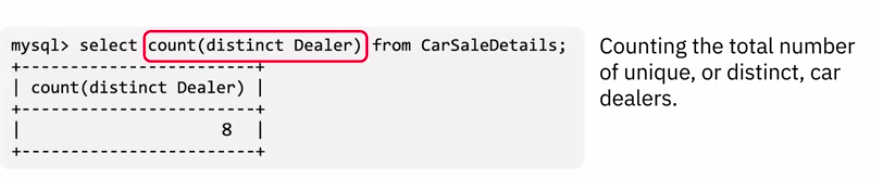 mysql> select count(distinct Dealer) from CarSaleDetails;
+------------------------+
| count(distinct Dealer) |
+------------------------+
|                      8 |
+------------------------+
Counting the total number
of unique, or distinct, car
dealers.